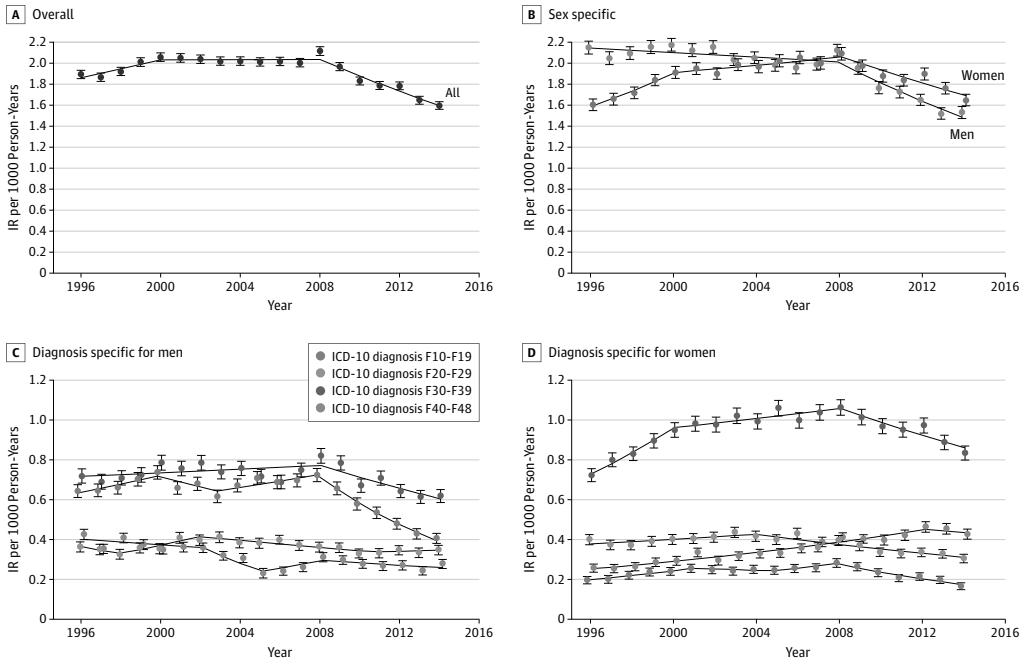 A Overall
2.2
2.0
1.8
1.6
1.4
1.2
1.0
0.8
0.6
0.4
0.2
0
IR per 1000 Person-Years
All
1996 2000 2004 2008 2012 2016
Year
B Sex specific
2.2
2.0
1.8
1.6
1.4
1.2
1.0
0.8
0.6
0.4
0.2
0
IR per 1000 Person-Years
Women
Men
1996 2000 2004 2008 2012 2016
Year
C Diagnosis specific for men
ICD-10 diagnosis F10-F19
ICD-10 diagnosis F20-F29
ICD-10 diagnosis F30-F39
ICD-10 diagnosis F40-F48
1.2
1.0
0.8
0.6
0.4
0.2
0
IR per 1000 Person-Years
1996 2000 2004 2008 2012 2016
Year
D Diagnosis specific for women
1.2
1.0
0.8
0.6
0.4
0.2
0
IR per 1000 Person-Years
1996 2000 2004 2008 2012 2016
Year